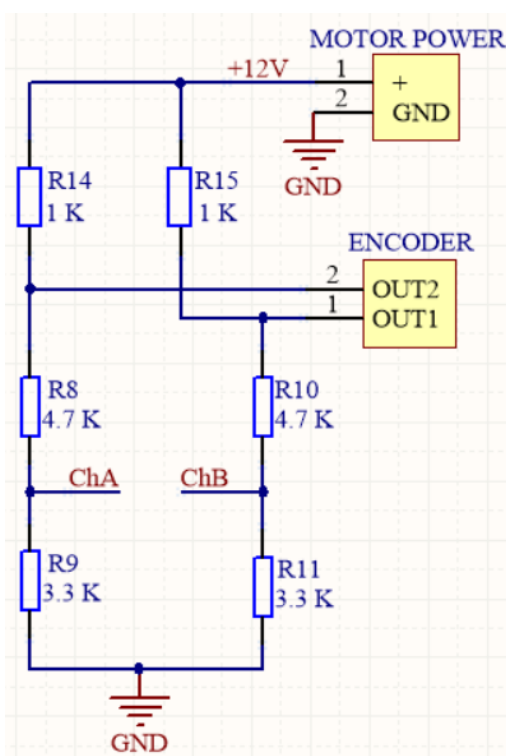 MOTOR POWER
+12V
1
+
2
GND
GND
R14
1 K
R15
1 K
ENCODER
2
OUT2
1
OUT1
R8
4.7 K
R10
4.7 K
ChA
ChB
R9
3.3 K
R11
3.3 K
GND